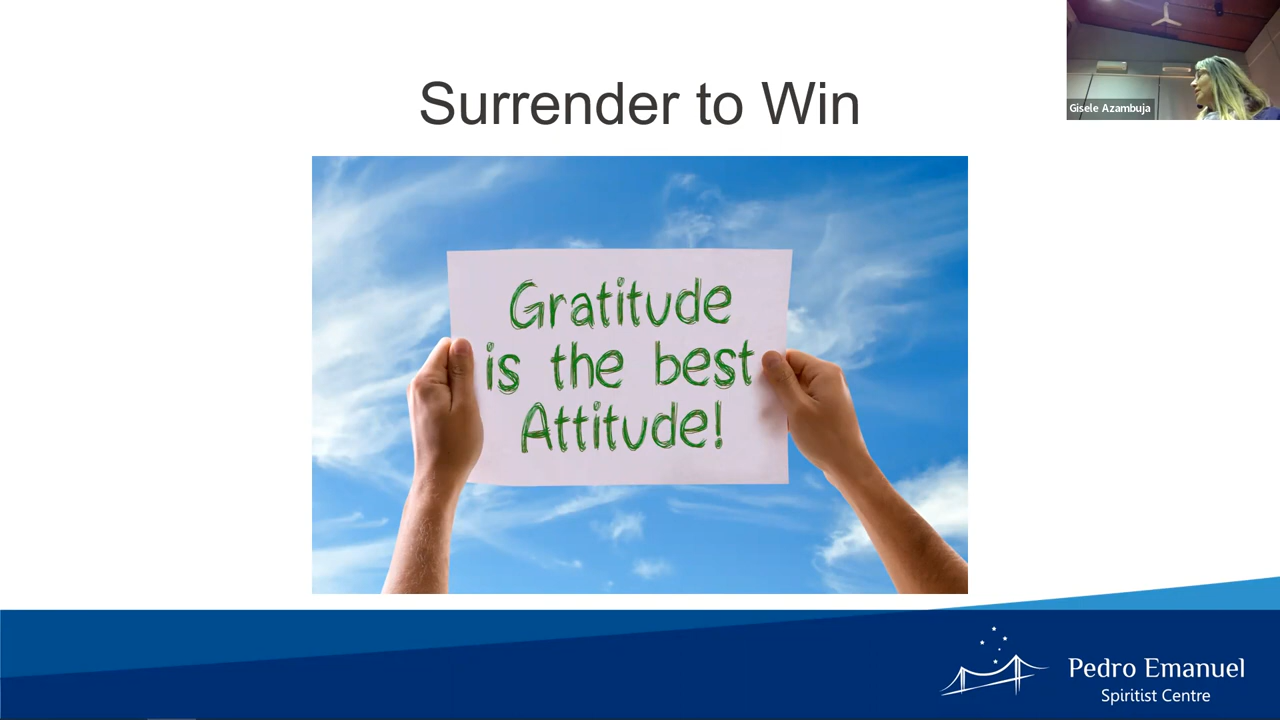 Surrender to Win
Gisele Azambuja
Gratitude
is the best
Attitude!
Pedro Emanuel
Spiritist Centre